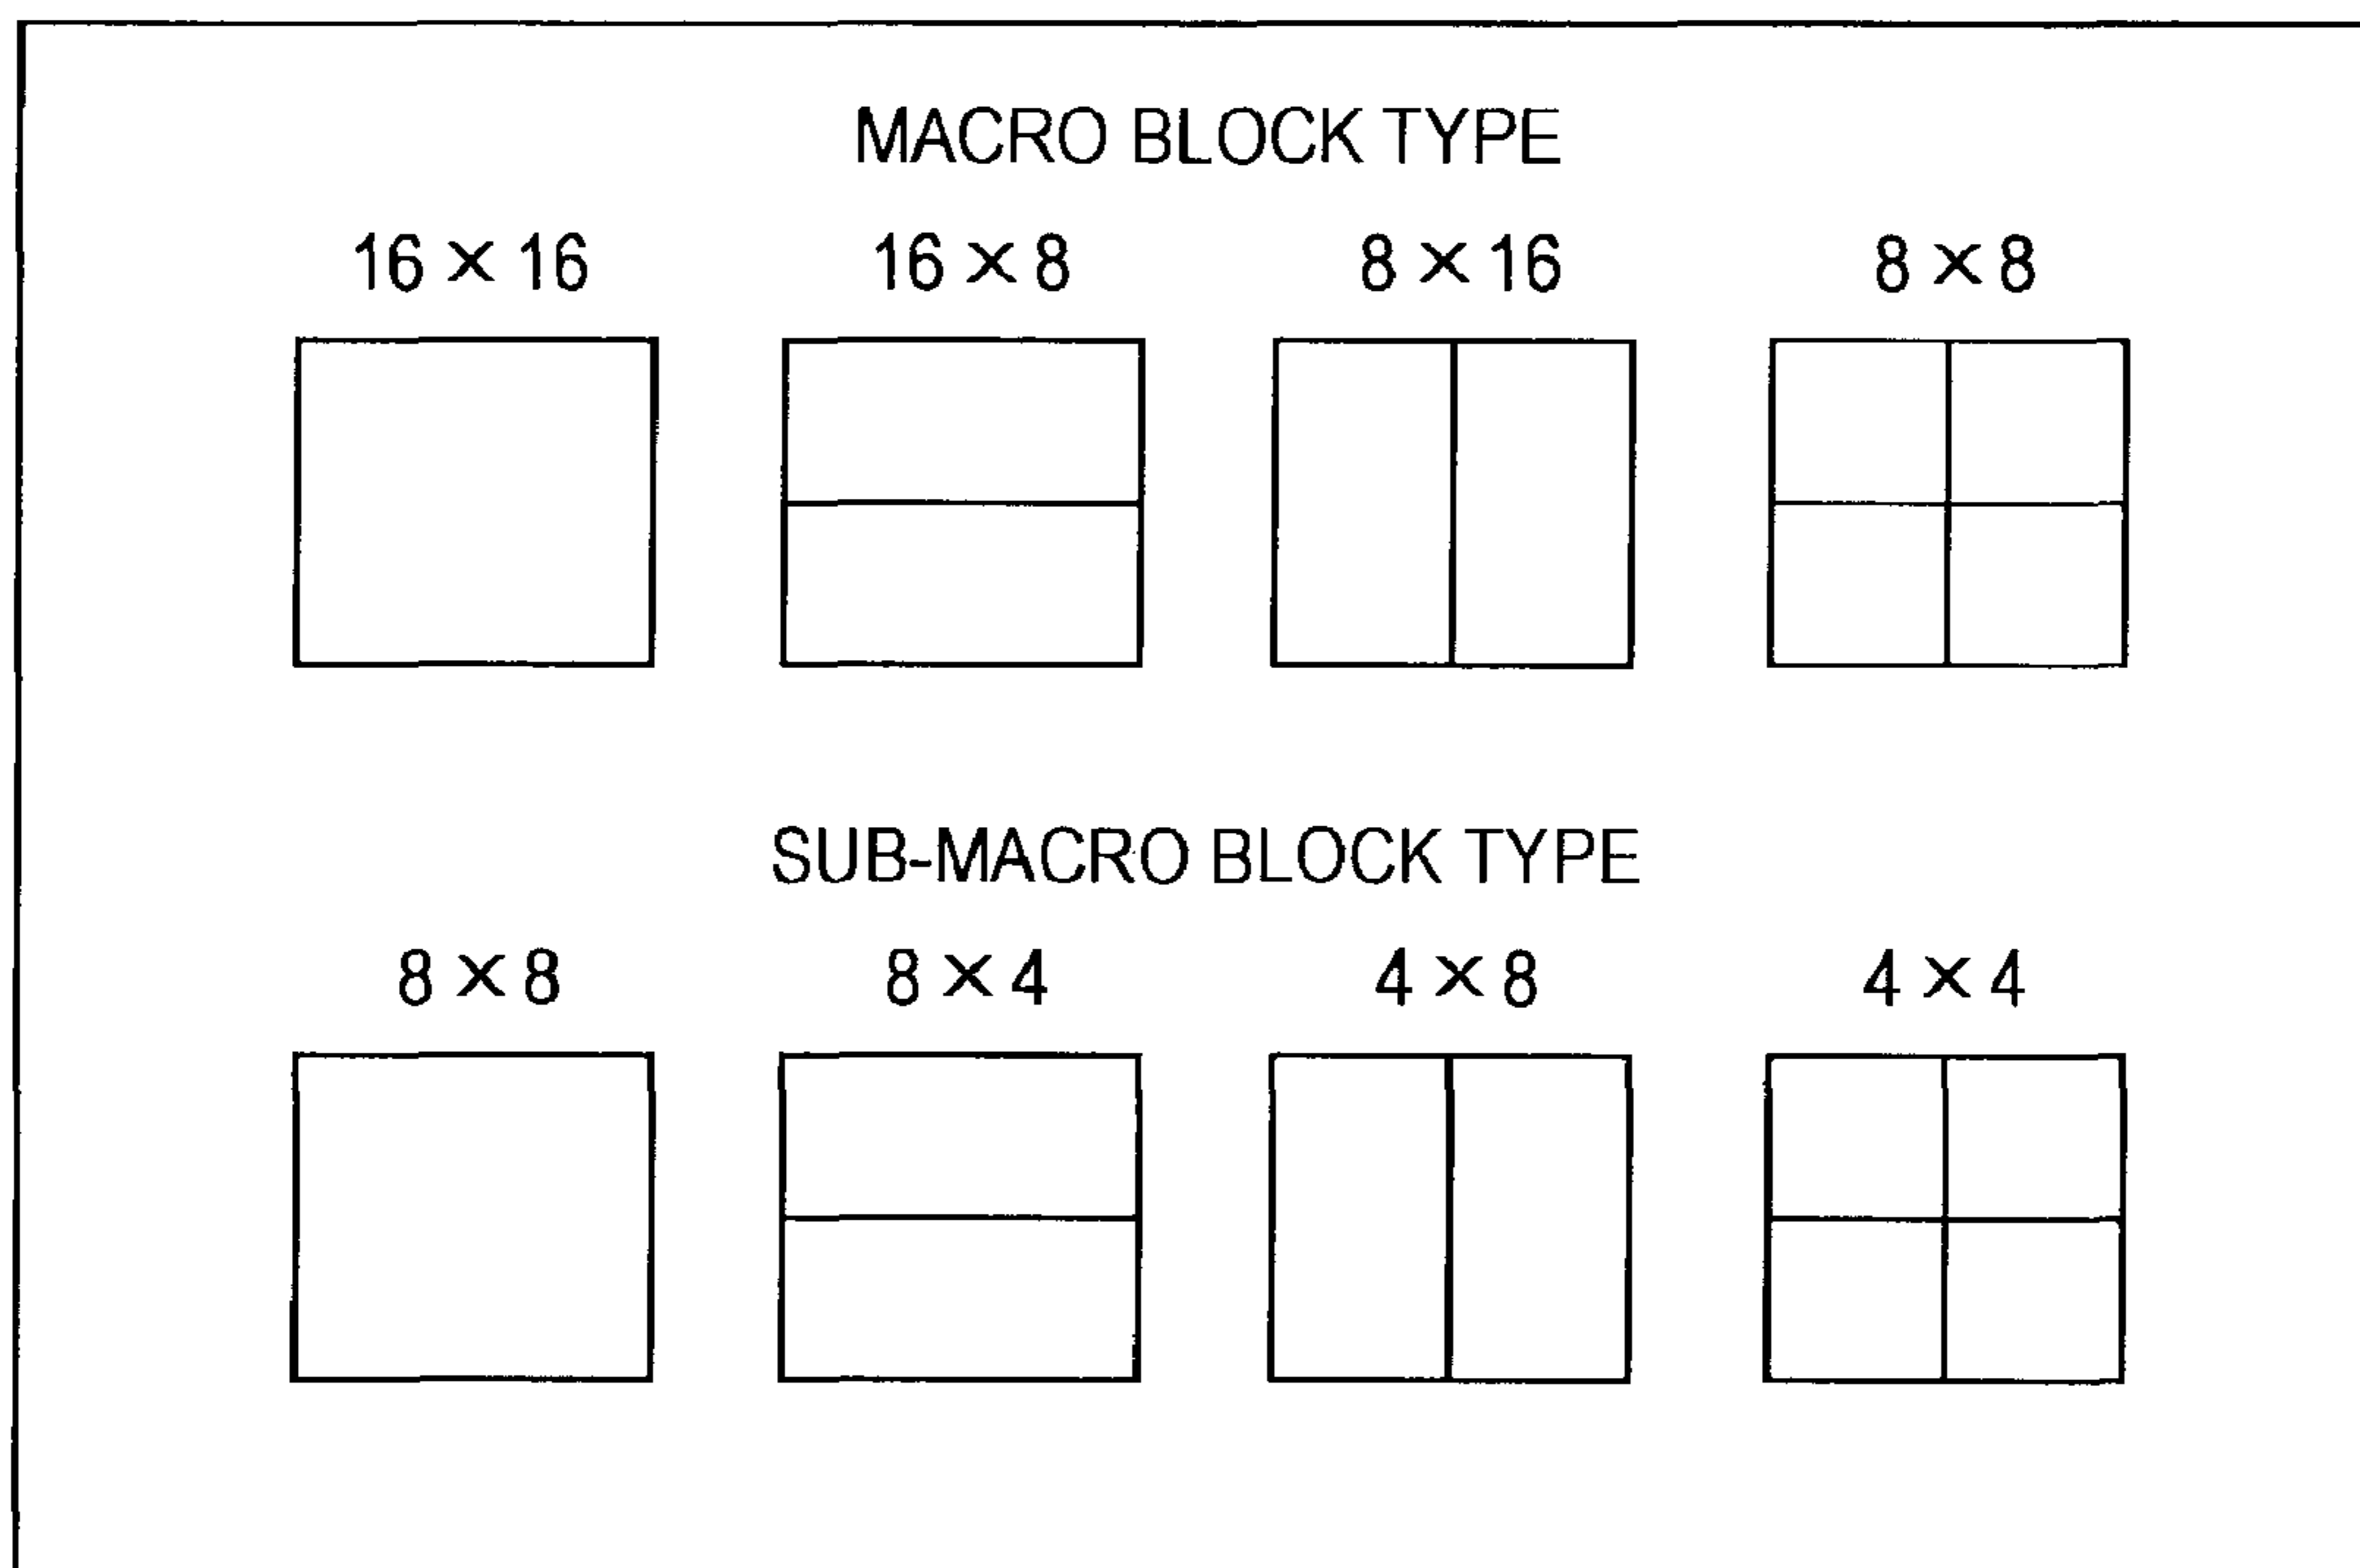 MACRO BLOCK TYPE
16 × 16 16 × 8 8 × 16 8 × 8
SUB-MACRO BLOCK TYPE
8 × 8 8 × 4 4 × 8 4 × 4